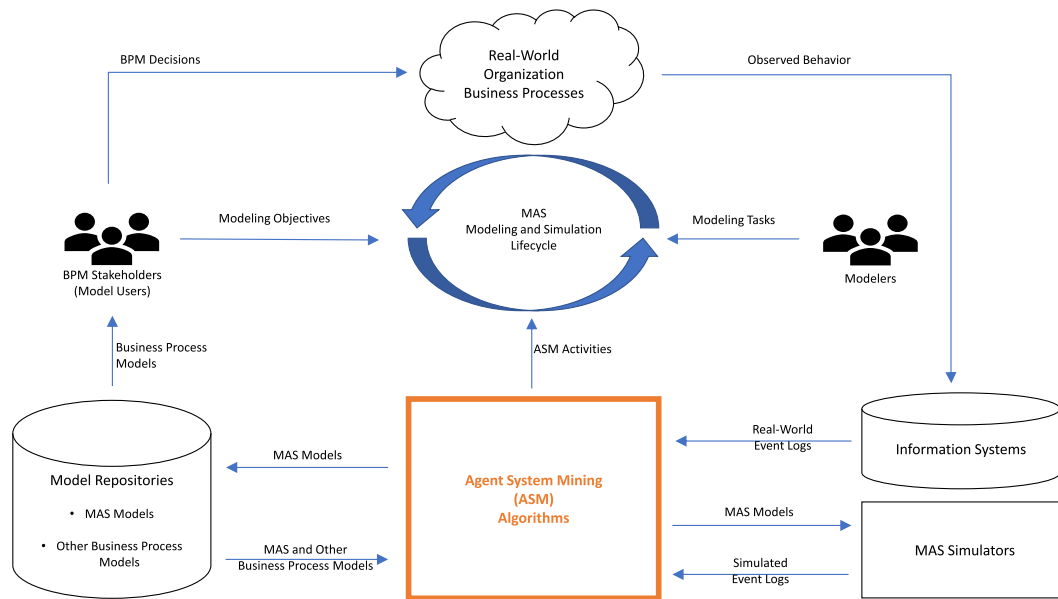 BPM Decisions
Real-World
Organization
Business Processes
Observed Behavior
Modeling Objectives
MAS
Modeling and Simulation
Lifecycle
Modeling Tasks
BPM Stakeholders
(Model Users)
Modelers
Business Process
Models
ASM Activities
Model Repositories
• MAS Models
• Other Business Process
Models
MAS Models
MAS and Other
Business Process Models
Agent System Mining
(ASM)
Algorithms
Real-World
Event Logs
Information Systems
MAS Models
Simulated
Event Logs
MAS Simulators